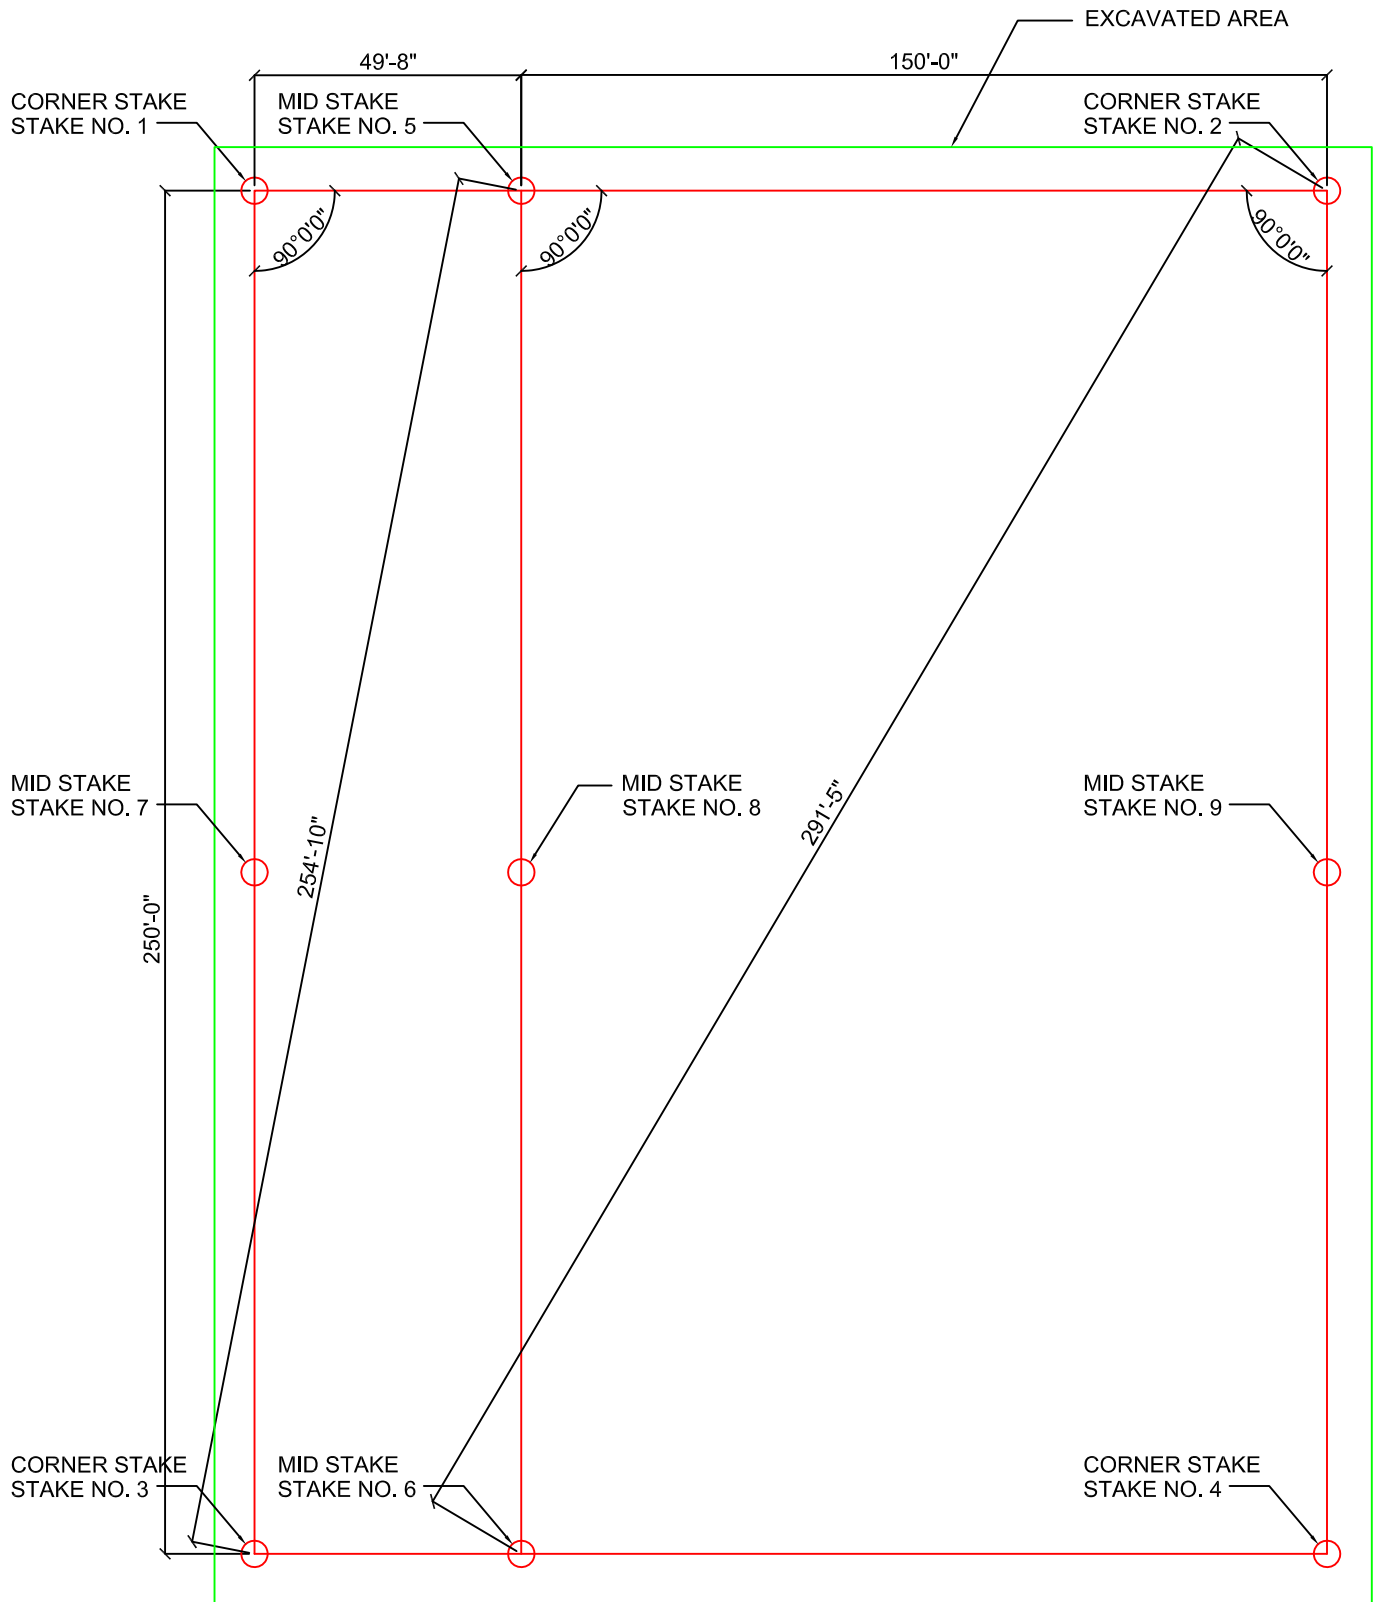 EXCAVATED AREA
49'-8"
150'-0"
CORNER STAKE
STAKE NO. 1
MID STAKE
STAKE NO. 5
CORNER STAKE
STAKE NO. 2
90°0'0"
90°0'0"
90°0'0"
MID STAKE
STAKE NO. 7
MID STAKE
STAKE NO. 8
MID STAKE
STAKE NO. 9
254'-10"
291'-5"
250'-0"
CORNER STAKE
STAKE NO. 3
MID STAKE
STAKE NO. 6
CORNER STAKE
STAKE NO. 4